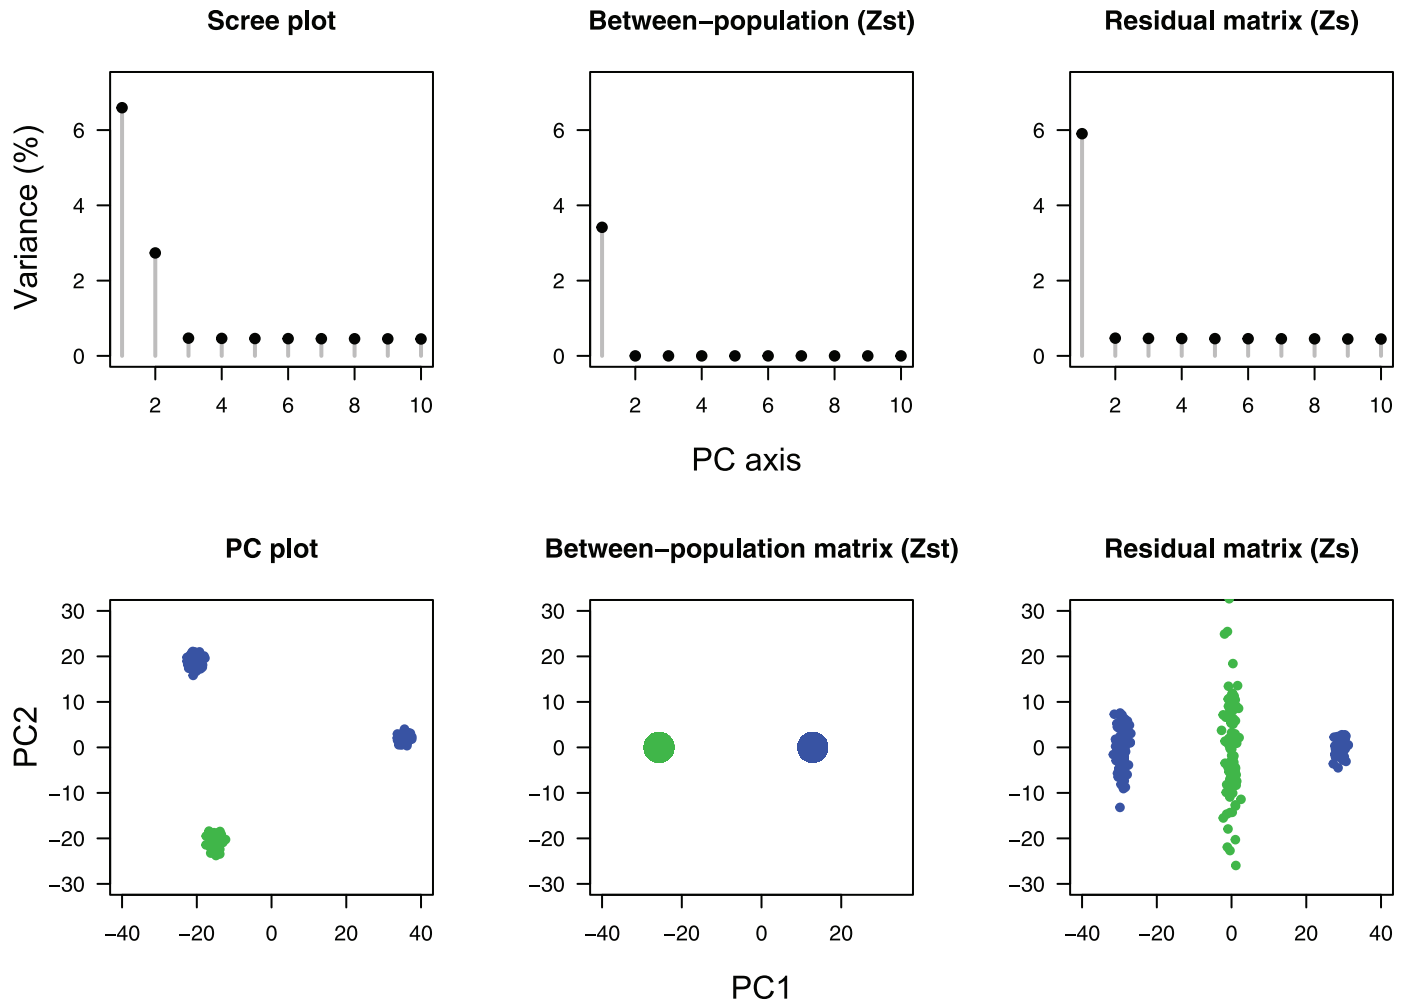 Scree plot
Between−population (Zst)
Residual matrix (Zs)
Variance (%)
6
4
2
0
2 4 6 8 10
6
4
2
0
2 4 6 8 10
6
4
2
0
2 4 6 8 10
PC axis
PC plot
Between−population matrix (Zst)
Residual matrix (Zs)
PC2
30
20
10
0
−10
−20
−30
−40 −20 0 20 40
30
20
10
0
−10
−20
−30
−40 −20 0 20
30
20
10
0
−10
−20
−30
−40 −20 0 20 40
PC1